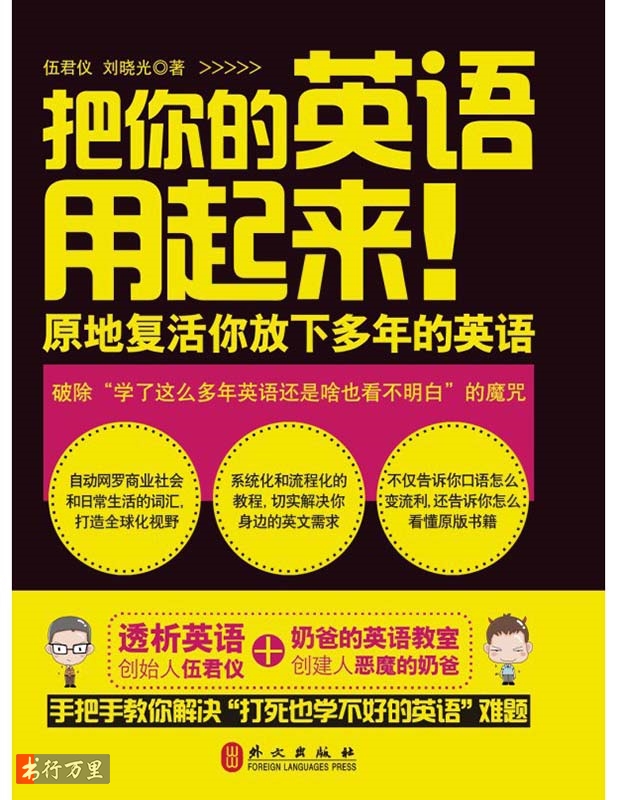 伍君仪 刘晓光◎著 >>>>>
把你的英语
用起来！
原地复活你放下多年的英语
破除“学了这么多年英语还是啥也看不明白”的魔咒
自动网罗商业社会
和日常生活的词汇,
打造全球化视野
系统化和流程化的
教程,切实解决你
身边的英文需求
不仅告诉你口语怎么
变流利,还告诉你怎么
看懂原版书籍
透析英语
创始人伍君仪
+
奶爸的英语教室
创建人恶魔的奶爸
手把手教你解决“打死也学不好的英语”难题
外文出版社
FOREIGN LANGUAGES PRESS
书行万里